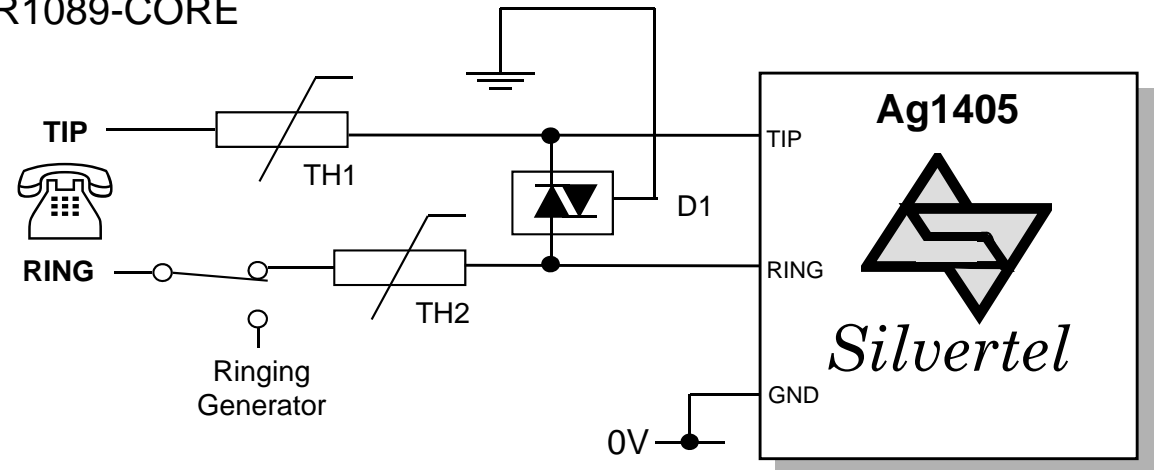 R1089-CORE
TIP
TH1
D1
RING
TH2
Ringing
Generator
0V
Ag1405
TIP
RING
Silvertel
GND